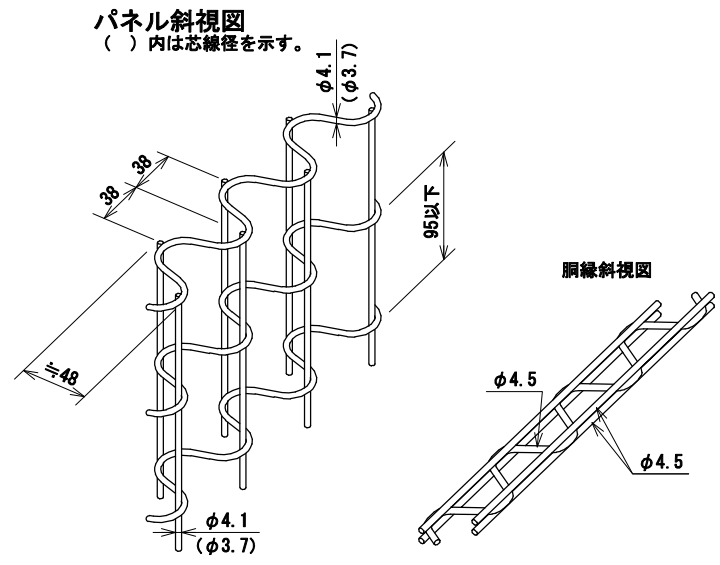 パネル斜視図
（　）内は芯線径を示す。
φ4.1
(φ3.7)
38
38
95以下
≒48
φ4.1
(φ3.7)
胴縁斜視図
φ4.5
φ4.5